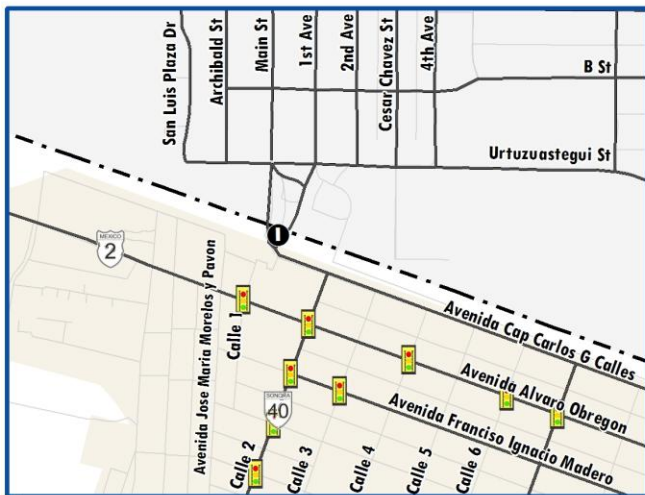 San Luis Plaza Dr
Archibald St
Main St
1st Ave
2nd Ave
Cesar Chavez St
4th Ave
B St
Urtuzuastegui St
I
MEXICO
2
Avenida Jose Maria Morelos y Pavon
Calle 1
Avenida Cap Carlos G Calles
Avenida Alvaro Obregon
Avenida Franciso Ignacio Madero
SONORA
40
Calle 2
Calle 3
Calle 4
Calle 5
Calle 6